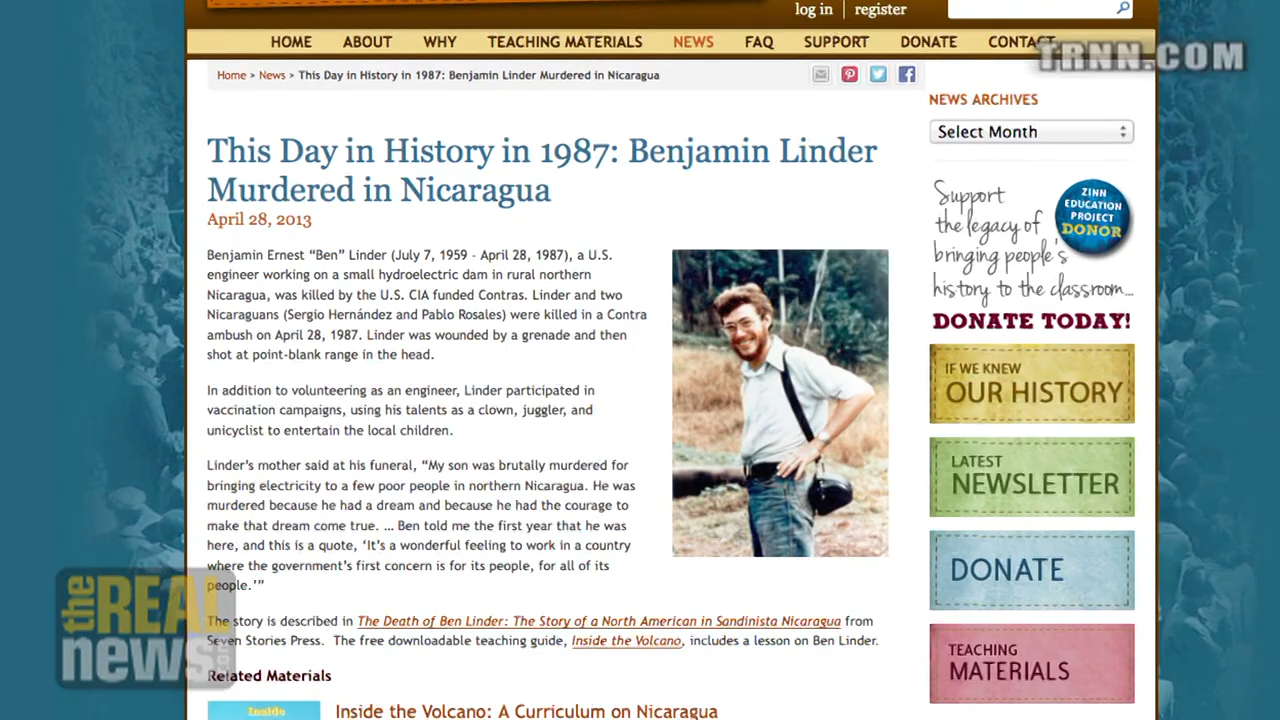 log in register
HOME ABOUT WHY TEACHING MATERIALS NEWS FAQ SUPPORT DONATE CONTACT
TRNN.COM
Home > News > This Day in History in 1987: Benjamin Linder Murdered in Nicaragua
This Day in History in 1987: Benjamin Linder
Murdered in Nicaragua
April 28, 2013
Benjamin Ernest “Ben” Linder (July 7, 1959 - April 28, 1987), a U.S.
engineer working on a small hydroelectric dam in rural northern
Nicaragua, was killed by the U.S. CIA funded Contras. Linder and two
Nicaraguans (Sergio Hernández and Pablo Rosales) were killed in a Contra
ambush on April 28, 1987. Linder was wounded by a grenade and then
shot at point-blank range in the head.
In addition to volunteering as an engineer, Linder participated in
vaccination campaigns, using his talents as a clown, juggler, and
unicyclist to entertain the local children.
Linder’s mother said at his funeral, “My son was brutally murdered for
bringing electricity to a few poor people in northern Nicaragua. He was
murdered because he had a dream and because he had the courage to
make that dream come true. … Ben told me the first year that he was
here, and this is a quote, ‘It’s a wonderful feeling to work in a country
where the government’s first concern is for its people, for all of its
people.’”
The story is described in The Death of Ben Linder: The Story of a North American in Sandinista Nicaragua from
Seven Stories Press. The free downloadable teaching guide, Inside the Volcano, includes a lesson on Ben Linder.
Related Materials
Inside
Inside the Volcano: A Curriculum on Nicaragua
NEWS ARCHIVES
Select Month
Support
the legacy of
bringing people's
history to the classroom...
ZINN
EDUCATION
PROJECT
DONOR
DONATE TODAY!
IF WE KNEW
OUR HISTORY
LATEST
NEWSLETTER
DONATE
TEACHING
MATERIALS
the REAL
news